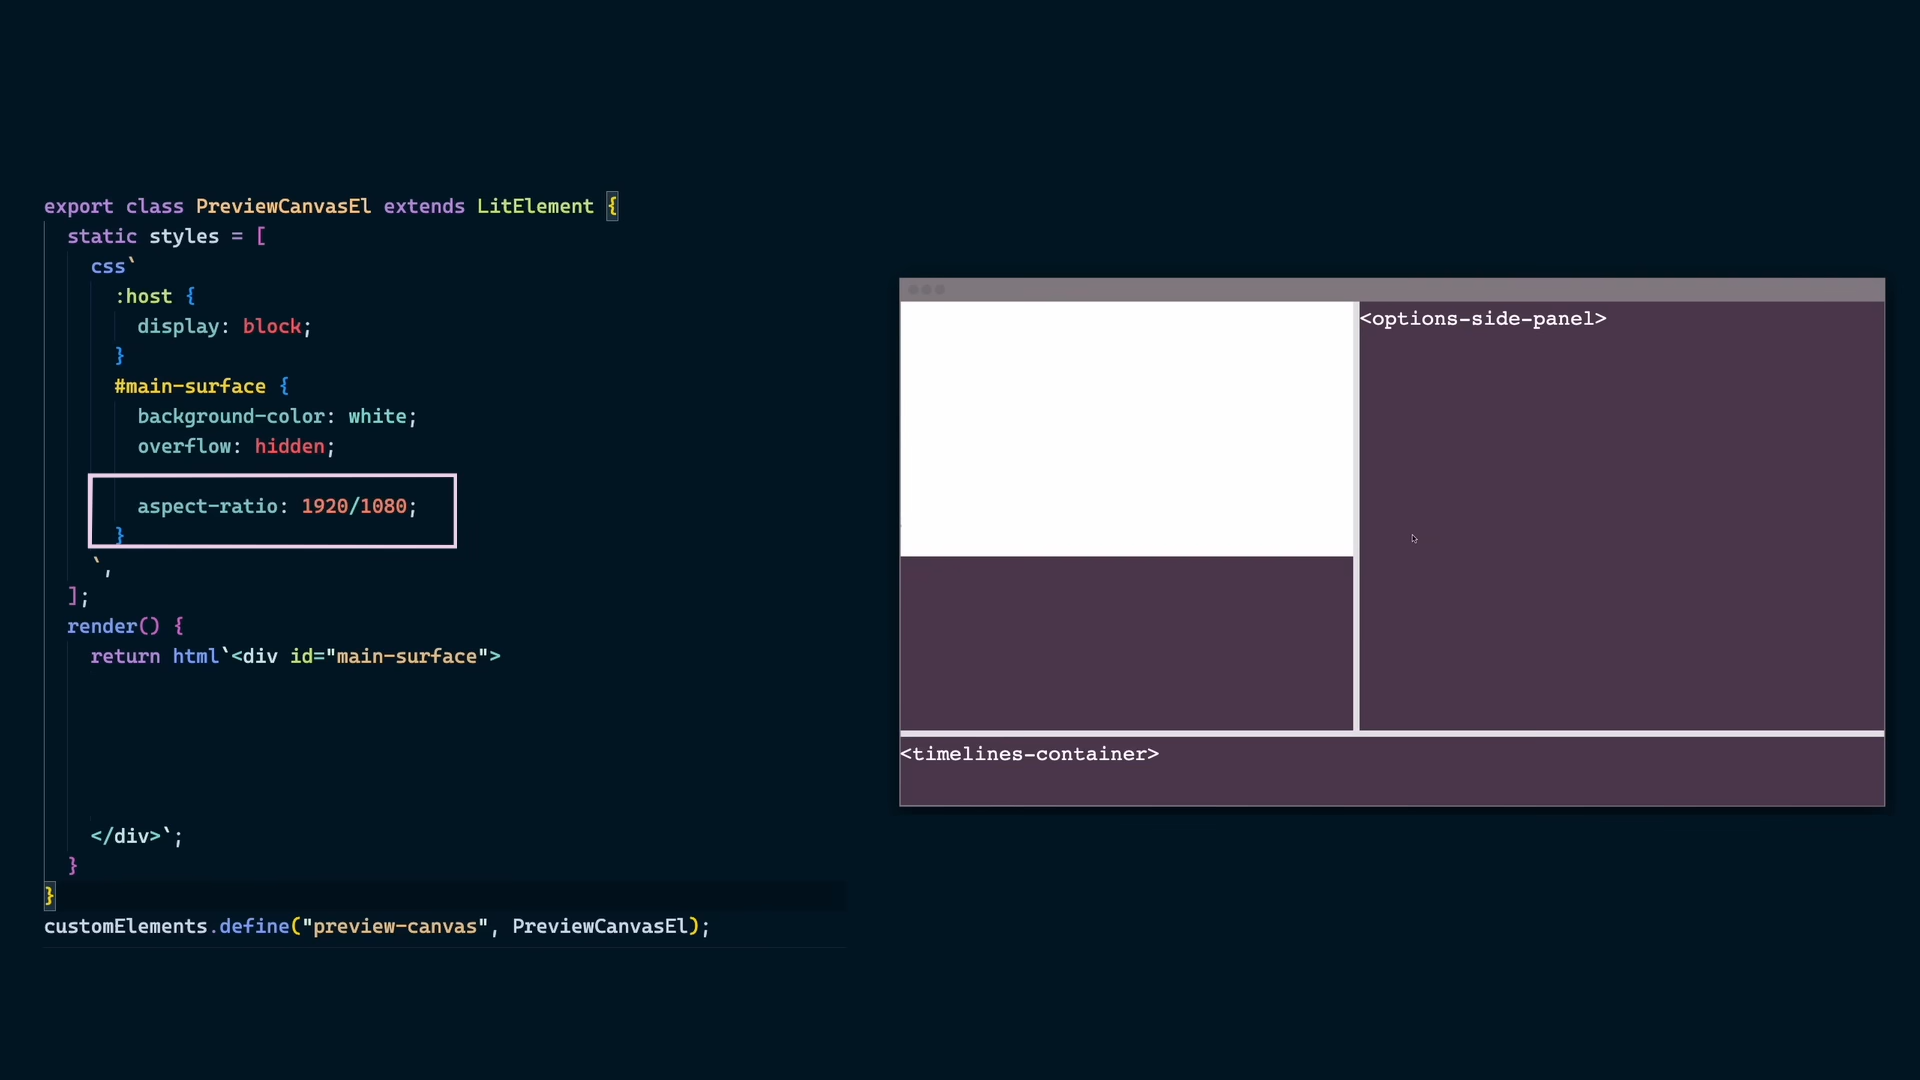 export class PreviewCanvasEl extends LitElement {
static styles = [
css`
:host {
display: block;
}
#main-surface {
background-color: white;
overflow: hidden;
aspect-ratio: 1920/1080;
}
`,
];
render() {
return html`<div id="main-surface">
</div>`;
}
}
customElements.define("preview-canvas", PreviewCanvasEl);
<options-side-panel>
<timelines-container>